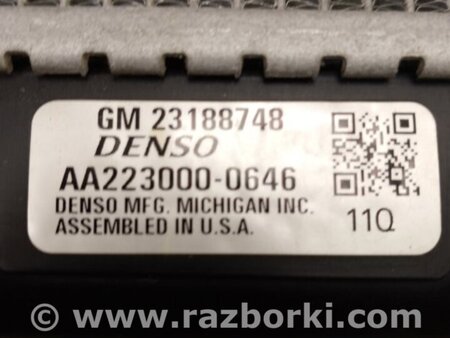 GM 23188748
DENSO
AA223000-0646
DENSO MFG. MICHIGAN INC.
ASSEMBLED IN U.S.A.
11Q
© www.razborki.com